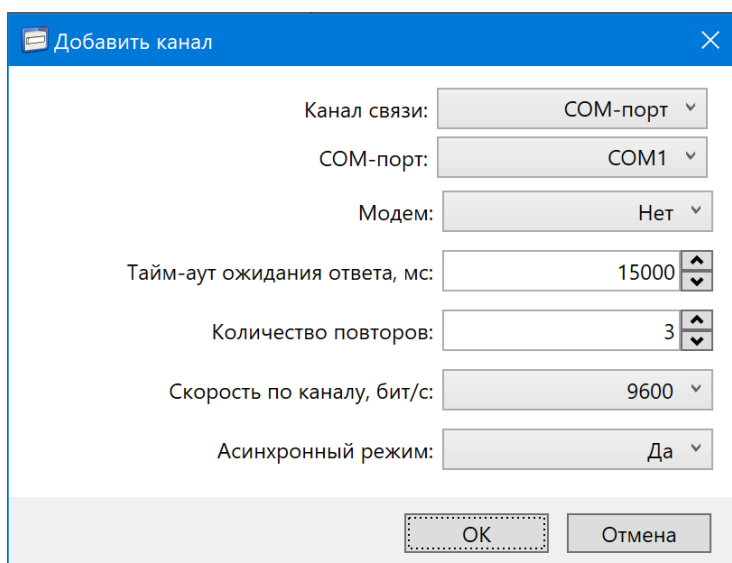 Добавить канал
Канал связи: COM-порт
COM-порт: COM1
Модем: Нет
Тайм-аут ожидания ответа, мс: 15000
Количество повторов: 3
Скорость по каналу, бит/с: 9600
Асинхронный режим: Да
ОК Отмена